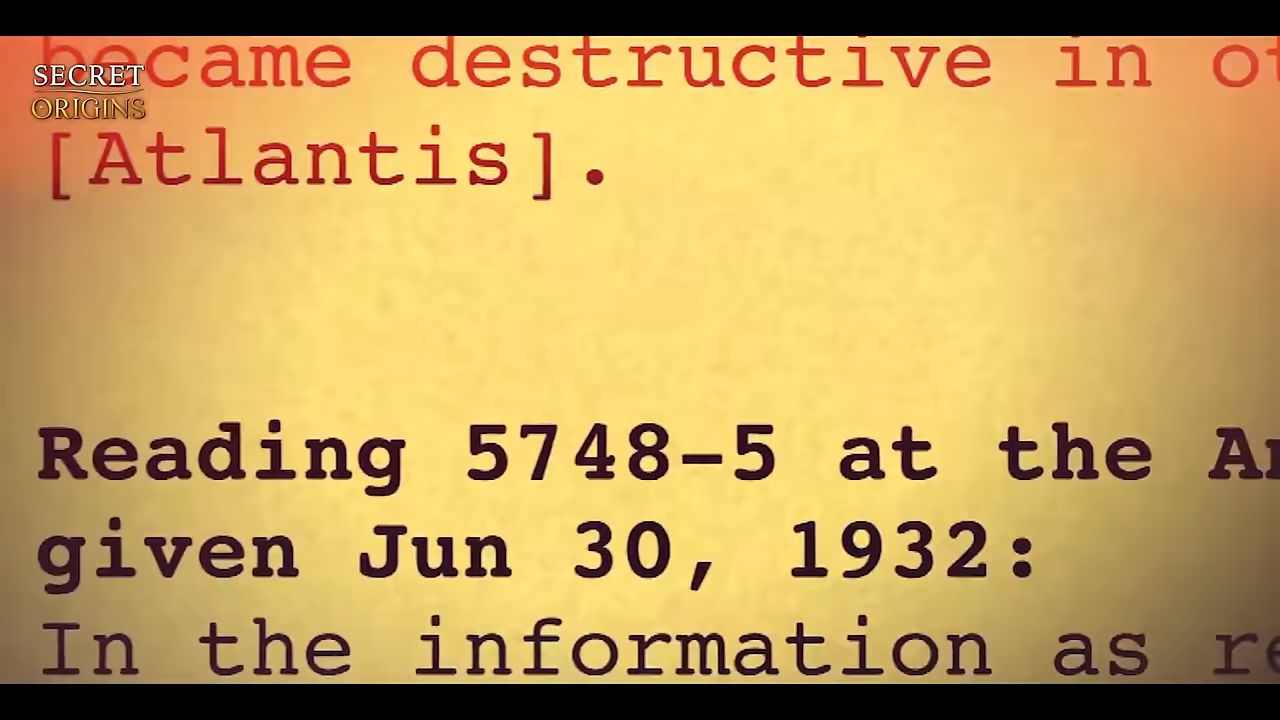 SECRET
ORIGINS
became destructive in
[Atlantis].
Reading 5748-5 at the
given Jun 30, 1932:
In the information as